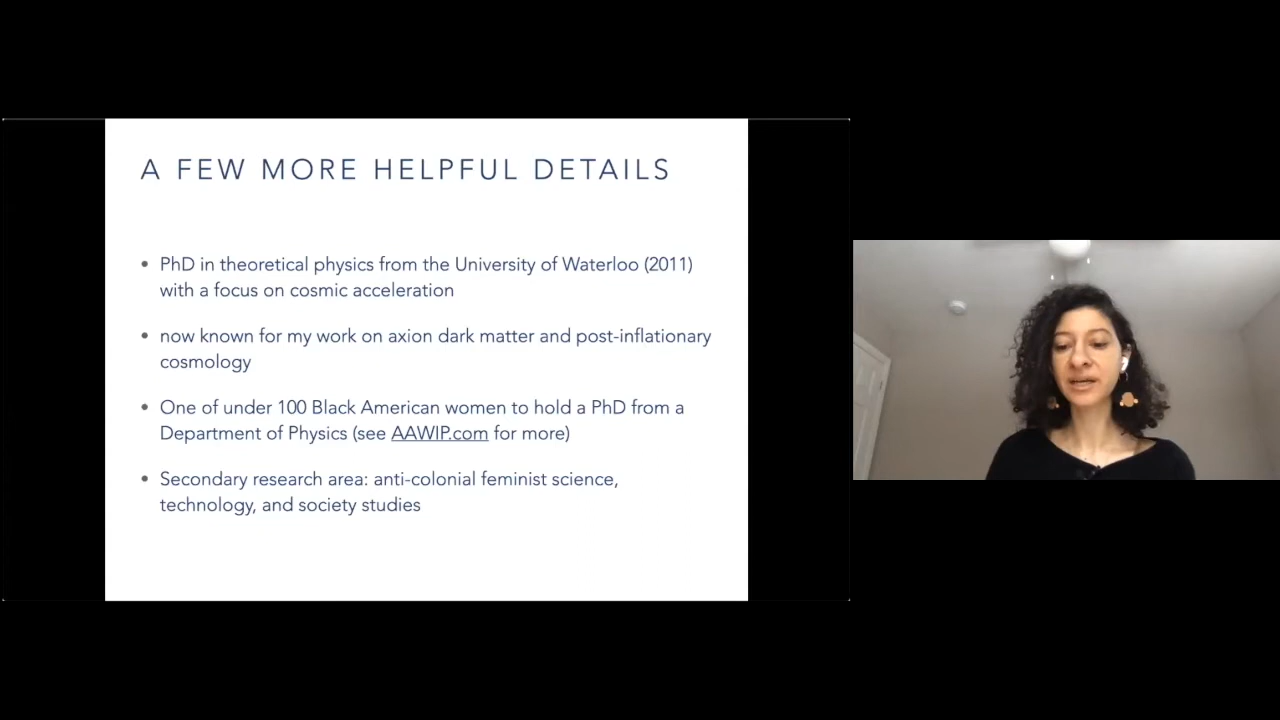 A FEW MORE HELPFUL DETAILS
• PhD in theoretical physics from the University of Waterloo (2011)
with a focus on cosmic acceleration
• now known for my work on axion dark matter and post-inflationary
cosmology
• One of under 100 Black American women to hold a PhD from a
Department of Physics (see AAWIP.com for more)
• Secondary research area: anti-colonial feminist science,
technology, and society studies